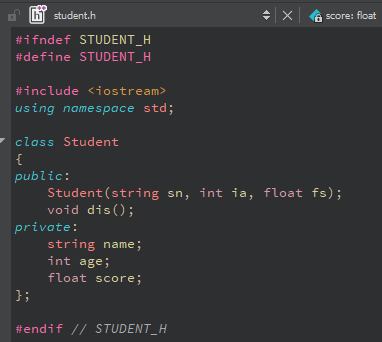 student.h score: float
#ifndef STUDENT_H
#define STUDENT_H
#include <iostream>
using namespace std;
class Student
{
public:
    Student(string sn, int ia, float fs);
    void dis();
private:
    string name;
    int age;
    float score;
};
#endif // STUDENT_H